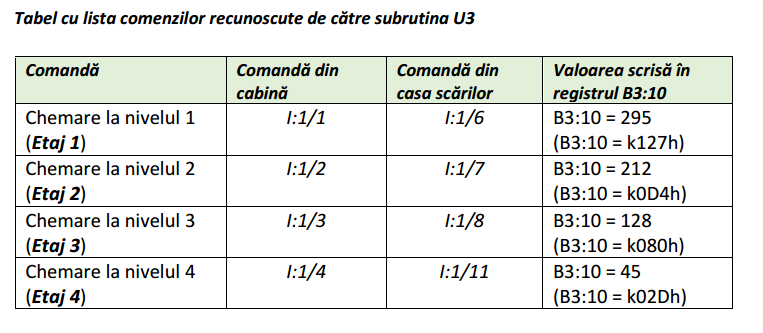 Tabel cu lista comenzilor recunoscute de către subrutina U3
Comandă
Comandă din cabină
Comandă din casa scărilor
Valoarea scrisă în registrul B3:10
Chemare la nivelul 1
(Etaj 1)
I:1/1
I:1/6
B3:10 = 295
(B3:10 = k127h)
Chemare la nivelul 2
(Etaj 2)
I:1/2
I:1/7
B3:10 = 212
(B3:10 = k0D4h)
Chemare la nivelul 3
(Etaj 3)
I:1/3
I:1/8
B3:10 = 128
(B3:10 = k080h)
Chemare la nivelul 4
(Etaj 4)
I:1/4
I:1/11
B3:10 = 45
(B3:10 = k02Dh)